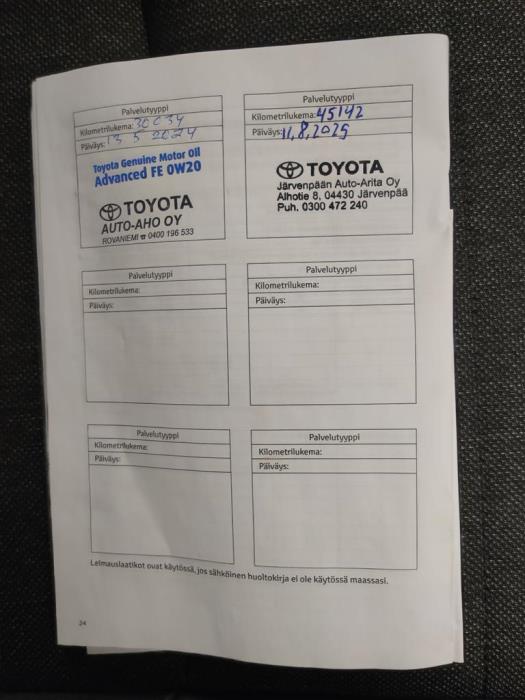 Palvelutyyppi
Kilometrilukema: 30034
Päiväys: 13 5 2024
Toyota Genuine Motor Oil
Advanced FE 0W20
TOYOTA
AUTO-AHO OY
ROVANIEMI ☎ 0400 196 533
Palvelutyyppi
Kilometrilukema: 45142
Päiväys: 11,8,2025
TOYOTA
Järvenpään Auto-Arita Oy
Alhotie 8, 04430 Järvenpää
Puh. 0300 472 240
Palvelutyyppi
Kilometrilukema:
Päiväys:
Palvelutyyppi
Kilometrilukema:
Päiväys:
Palvelutyyppi
Kilometrilukema:
Päiväys:
Palvelutyyppi
Kilometrilukema:
Päiväys:
Leimauslaatikot ovat käytössä, jos sähköinen huoltokirja ei ole käytössä maassasi.
24